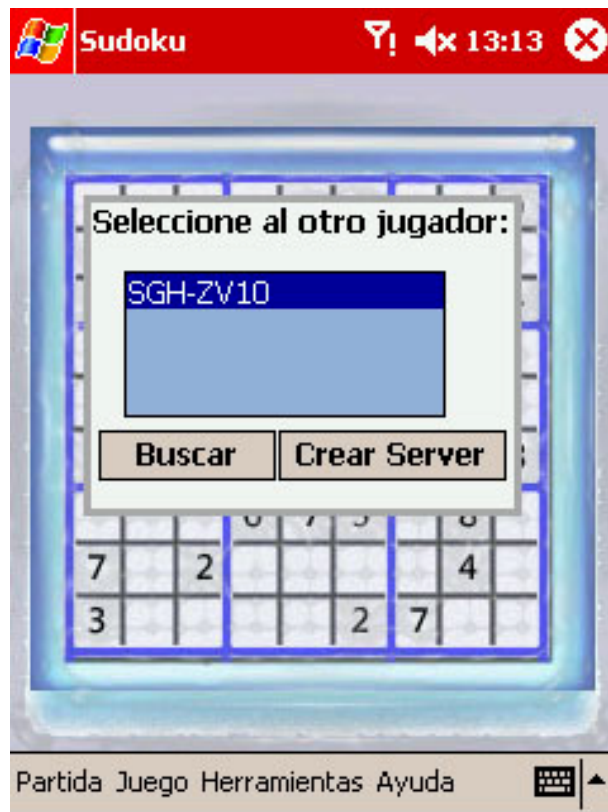 Sudoku 13:13
Seleccione al otro jugador:
SGH-ZV10
Buscar Crear Server
7 2 4
3 2 7
Partida Juego Herramientas Ayuda